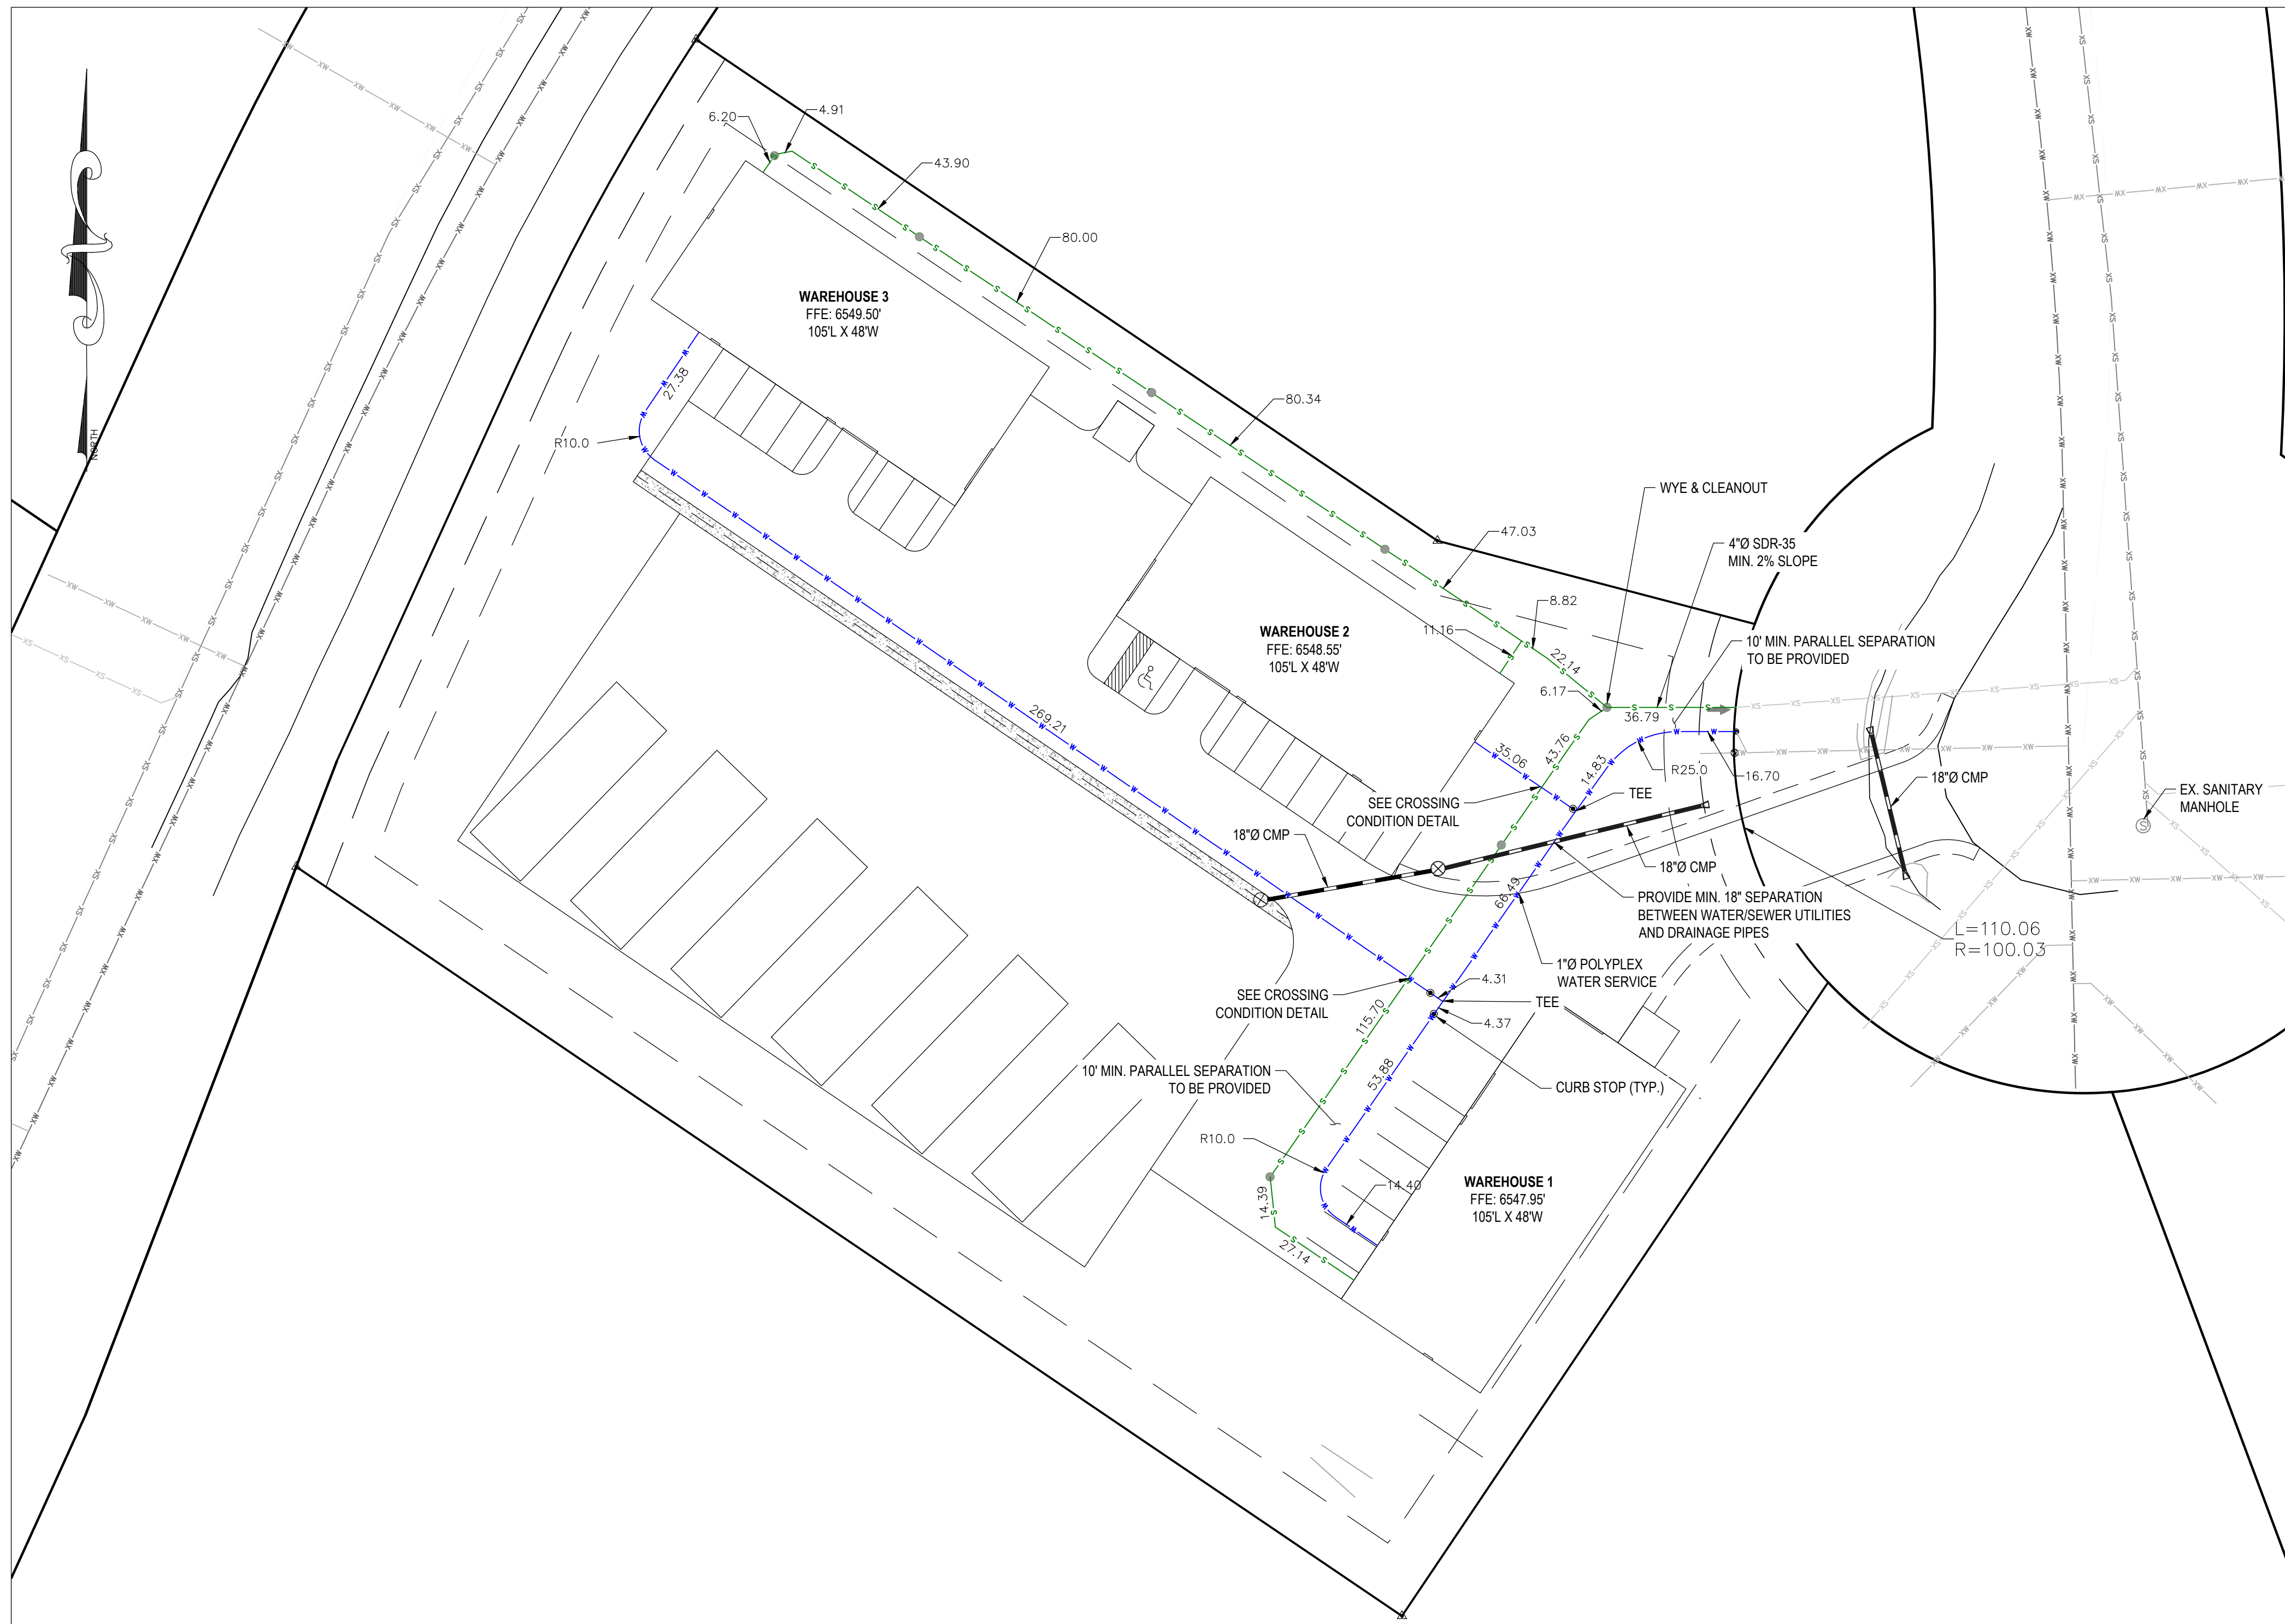 NORTH
6.20
4.91
43.90
80.00
WAREHOUSE 3
FFE: 6549.50'
105'L X 48'W
27.38
R10.0
80.34
WYE & CLEANOUT
47.03
4"Ø SDR-35
MIN. 2% SLOPE
8.82
11.16
WAREHOUSE 2
FFE: 6548.55'
105'L X 48'W
22.14
10' MIN. PARALLEL SEPARATION
TO BE PROVIDED
6.17
36.79
269.21
35.06
43.76
14.83
R25.0
16.70
TEE
SEE CROSSING
CONDITION DETAIL
18"Ø CMP
EX. SANITARY
MANHOLE
18"Ø CMP
18"Ø CMP
66.49
PROVIDE MIN. 18" SEPARATION
BETWEEN WATER/SEWER UTILITIES
AND DRAINAGE PIPES
L=110.06
R=100.03
1"Ø POLYPLEX
WATER SERVICE
4.31
SEE CROSSING
CONDITION DETAIL
TEE
4.37
115.70
10' MIN. PARALLEL SEPARATION
TO BE PROVIDED
53.88
CURB STOP (TYP.)
R10.0
14.40
14.39
27.14
WAREHOUSE 1
FFE: 6547.95'
105'L X 48'W